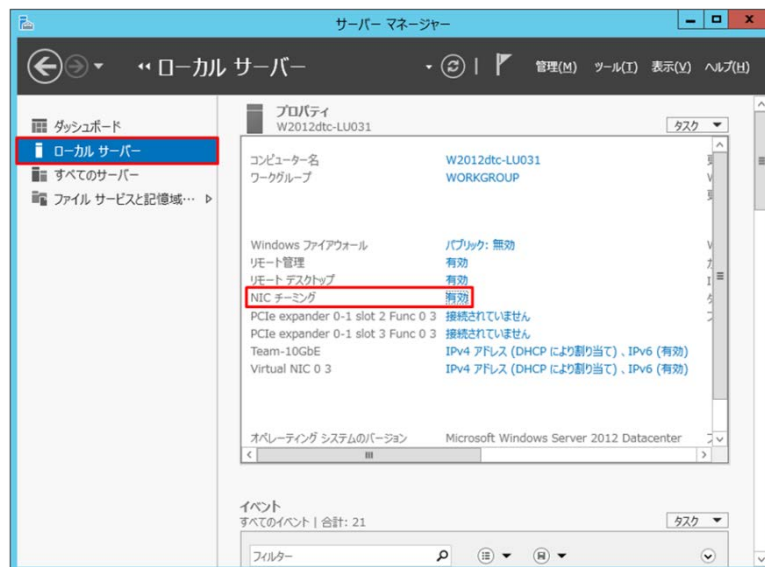 サーバー マネージャー
‹‹ ローカル サーバー
管理(M) ツール(T) 表示(V) ヘルプ(H)
ダッシュボード
ローカル サーバー
すべてのサーバー
ファイル サービスと記憶域…
プロパティ
W2012dtc-LU031
タスク
コンピューター名 W2012dtc-LU031
ワークグループ WORKGROUP
Windows ファイアウォール パブリック: 無効
リモート管理 有効
リモート デスクトップ 有効
NIC チーミング 有効
PCIe expander 0-1 slot 2 Func 0 3 接続されていません
PCIe expander 0-1 slot 3 Func 0 3 接続されていません
Team-10GbE IPv4 アドレス (DHCP により割り当て)、IPv6 (有効)
Virtual NIC 0 3 IPv4 アドレス (DHCP により割り当て)、IPv6 (有効)
オペレーティング システムのバージョン Microsoft Windows Server 2012 Datacenter
イベント
すべてのイベント | 合計: 21
タスク
フィルター